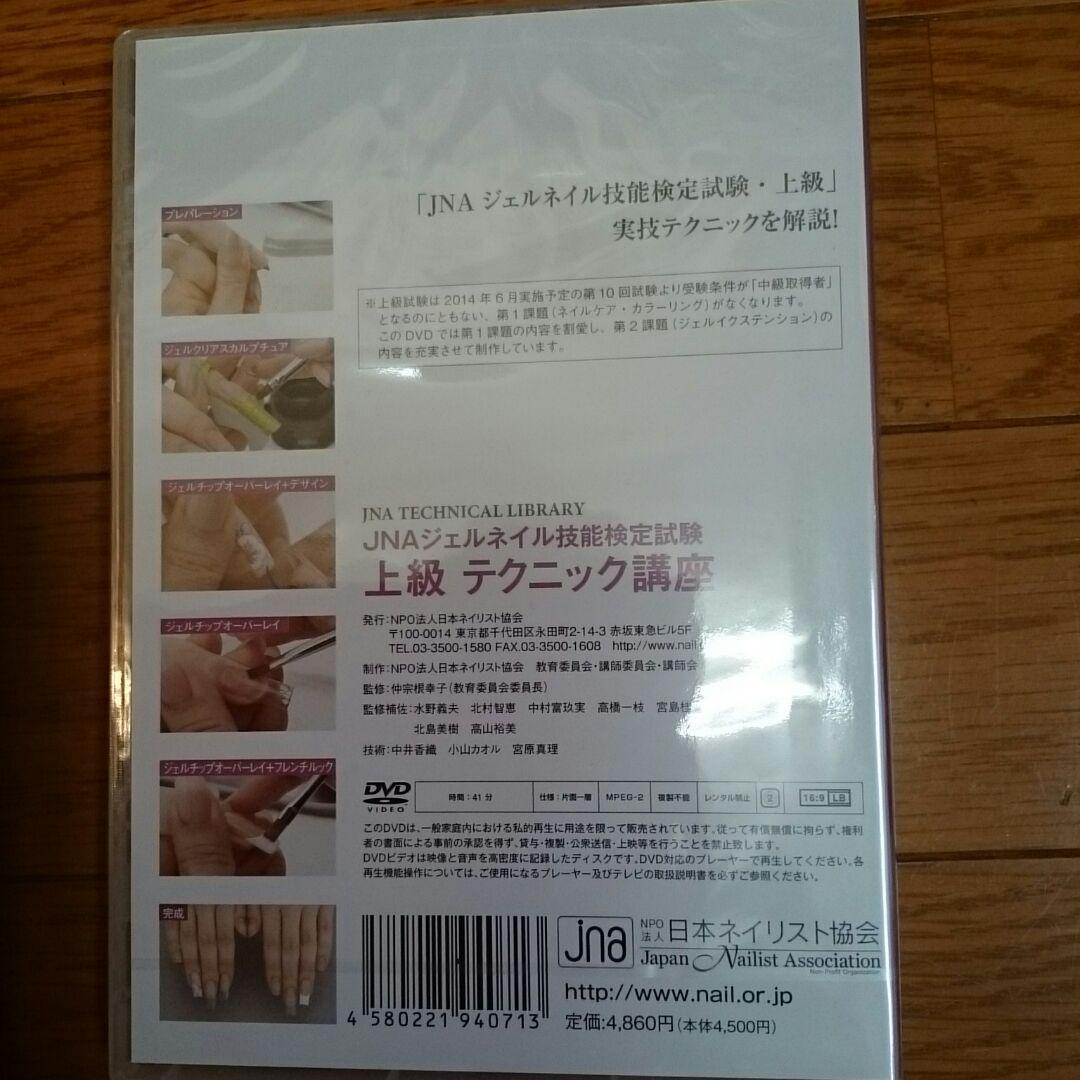 「JNA ジェルネイル技能検定試験・上級」
実技テクニックを解説!
※上級試験は2014年6月実施予定の第10回試験より受験条件が「中級取得者」
となるのにともない、第1課題(ネイルケア・カラーリング)がなくなります。
このDVDでは第1課題の内容を割愛し、第2課題(ジェルイクステンション)の
内容を充実させて制作しています。
プレパレーション
ジェルクリアスカルプチュア
ジェルチップオーバーレイ+デザイン
ジェルチップオーバーレイ
ジェルチップオーバーレイ+フレンチルック
完成
JNA TECHNICAL LIBRARY
JNAジェルネイル技能検定試験
上級 テクニック講座
発行:NPO法人日本ネイリスト協会
〒100-0014 東京都千代田区永田町2-14-3 赤坂東急ビル5F
TEL.03-3500-1580 FAX.03-3500-1608 http://www.nail.o
制作:NPO法人日本ネイリスト協会 教育委員会・講師委員会・講師会
監修:仲宗根幸子(教育委員会委員長)
監修補佐:水野義夫 北村智恵 中村富玖実 高橋一枝 宮島
北島美樹 高山裕美
技術:中井香織 小山カオル 宮原真理
DVD VIDEO 時間:41分 仕様:片面一層 MPEG-2 複製不能 レンタル禁止 2 16:9 LB
このDVDは、一般家庭内における私的再生に用途を限って販売されています。従って有償無償に拘らず、権利
者の書面による事前の承認を得ず、貸与・複製・公衆送信・上映等を行うことを禁止致します。
DVDビデオは映像と音声を高密度に記録したディスクです。DVD対応のプレーヤーで再生してください。各
再生機能操作については、ご使用になるプレーヤー及びテレビの取扱説明書を必ずご参照ください。
jna NPO法人 日本ネイリスト協会
Japan Nailist Association
Non-Profit Organization
http://www.nail.or.jp
4 580221 940713
定価:4,860円(本体4,500円)